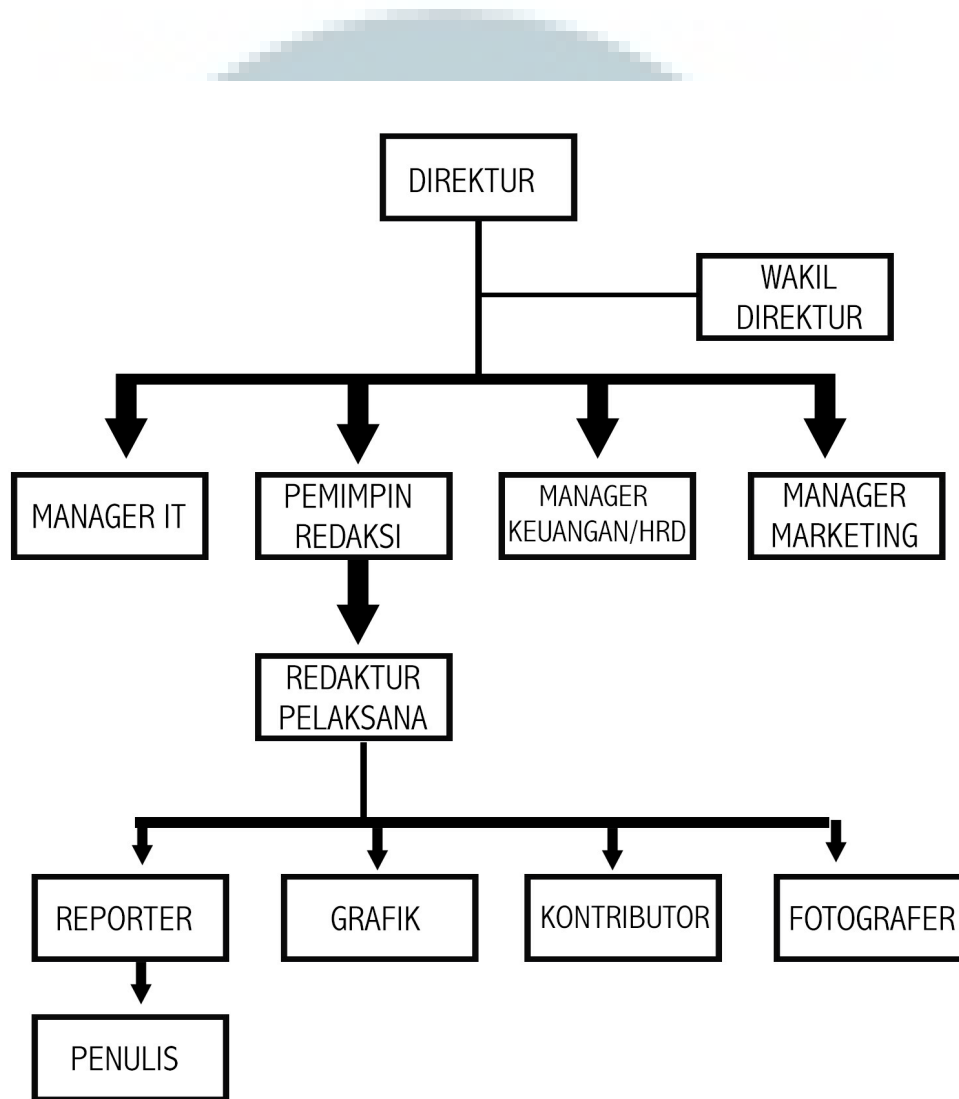 DIREKTUR
WAKIL
DIREKTUR
MANAGER IT
PEMIMPIN
REDAKSI
MANAGER
KEUANGAN/HRD
MANAGER
MARKETING
REDAKTUR
PELAKSANA
REPORTER
GRAFIK
KONTRIBUTOR
FOTOGRAFER
PENULIS